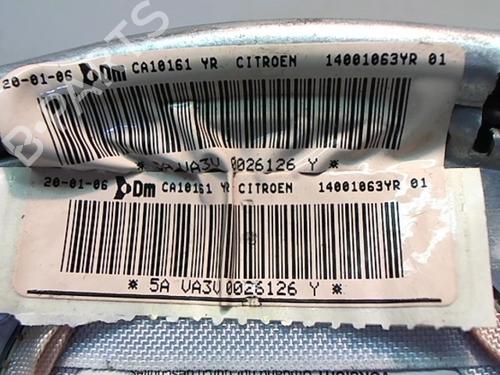 20-01-06 Dm CA10161 YR CITROEN 14001063YR 01
* 5A VA3V 0026126 Y *
20-01-06 Dm CA10161 YR CITROEN 14001063YR 01
* 5A VA3V 0026126 Y *
B-PARTS